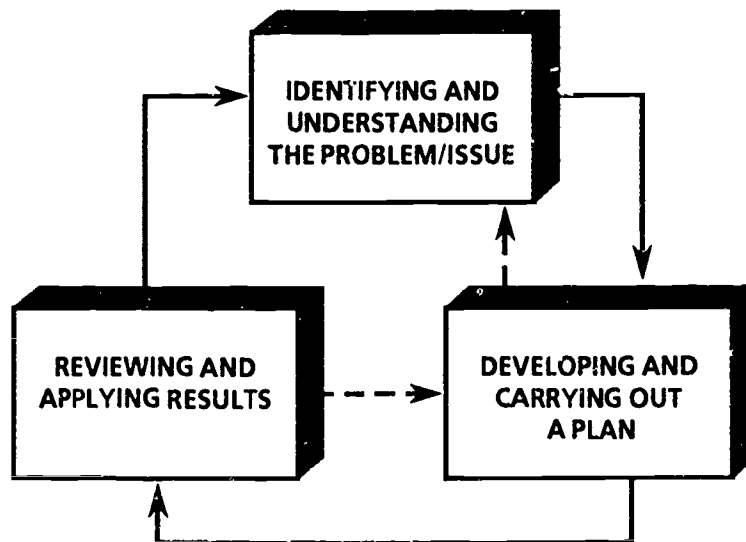 IDENTIFYING AND
UNDERSTANDING
THE PROBLEM/ISSUE
REVIEWING AND
APPLYING RESULTS
DEVELOPING AND
CARRYING OUT
A PLAN